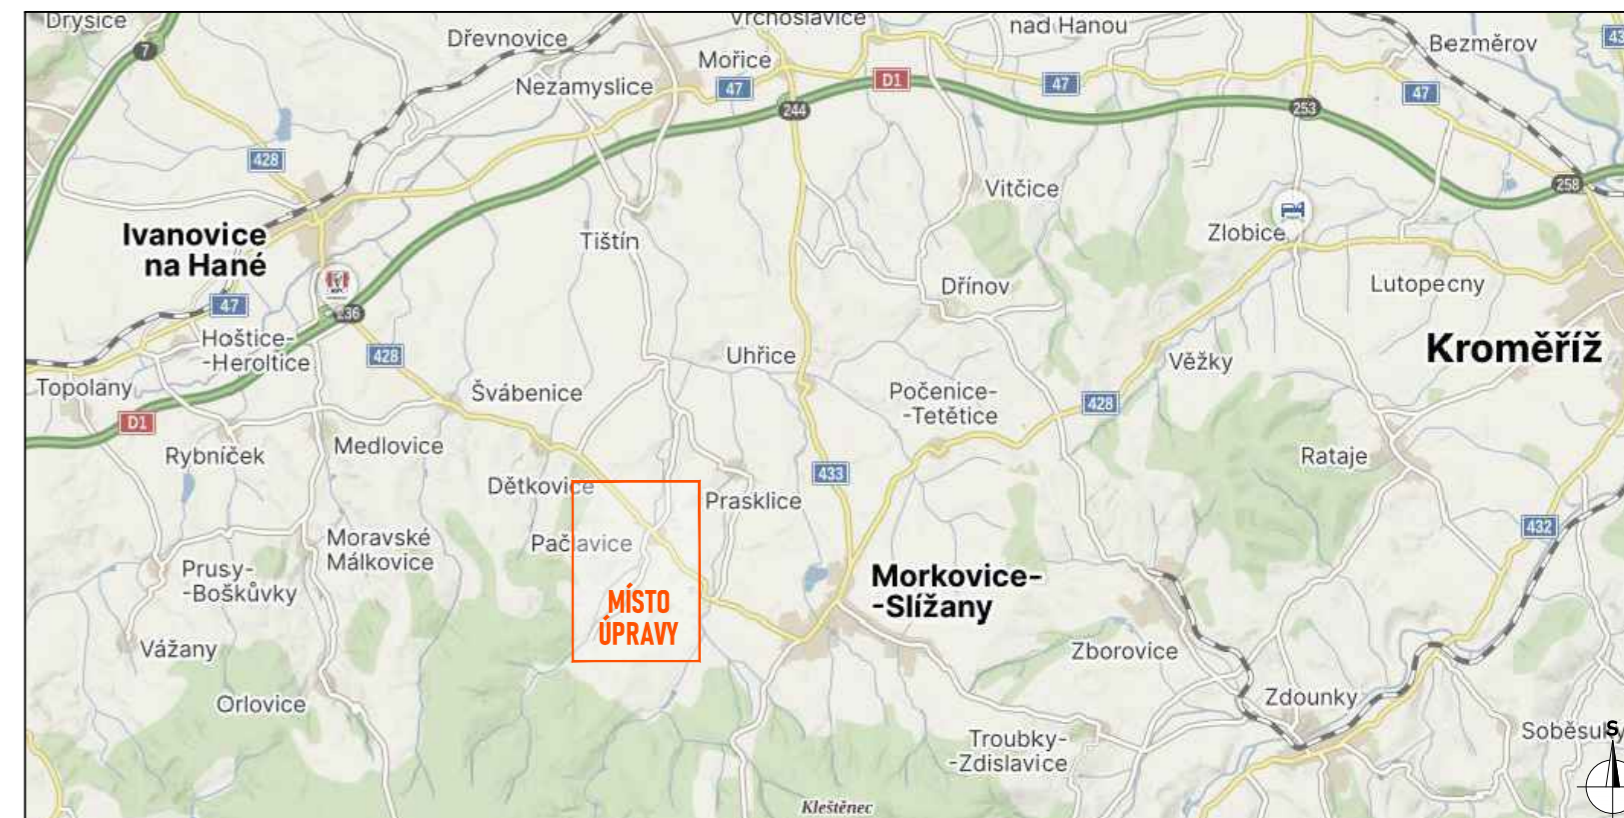 Drysice
7
Dřevnovice
Vrchoslavice
nad Hanou
Bezměrov
43
Mořice
Nezamyslice
47
D1
47
47
244
253
428
258
Vitčice
Ivanovice
na Hané
Tištín
Zlobice
Dřínov
Lutopecny
47
236
Hoštice-
-Heroltice
428
Uhřice
Věžky
Kroměříž
Topolany
Švábenice
Počenice-
-Tetětice
428
D1
Rybníček
Medlovice
Rataje
433
Dětkovice
Prasklice
432
Moravské
Málkovice
Pačlavice
Prusy-
-Boškůvky
MÍSTO
ÚPRAVY
Morkovice-
-Slížany
Vážany
Zborovice
Orlovice
Zdounky
Troubky-
-Zdislavice
Soběsuky
S
Kleštěnec